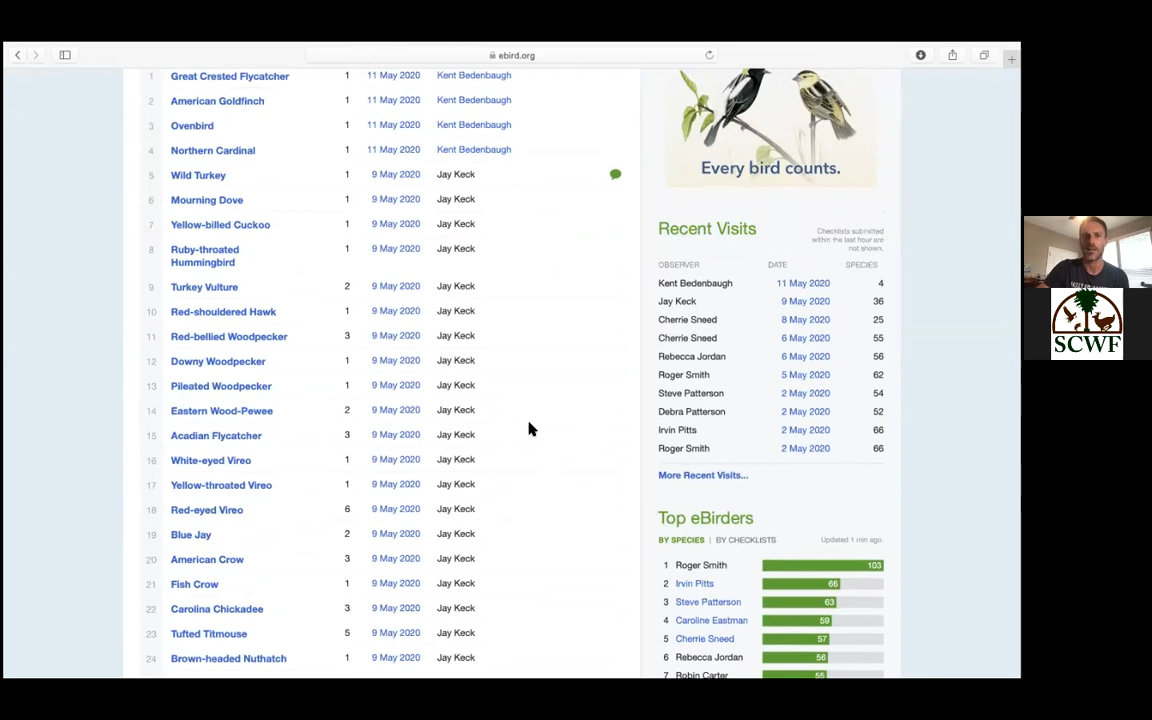 ebird.org
1 Great Crested Flycatcher 1 11 May 2020 Kent Bedenbaugh
2 American Goldfinch 1 11 May 2020 Kent Bedenbaugh
3 Ovenbird 1 11 May 2020 Kent Bedenbaugh
4 Northern Cardinal 1 11 May 2020 Kent Bedenbaugh
5 Wild Turkey 1 9 May 2020 Jay Keck
6 Mourning Dove 1 9 May 2020 Jay Keck
7 Yellow-billed Cuckoo 1 9 May 2020 Jay Keck
8 Ruby-throated 1 9 May 2020 Jay Keck
Hummingbird
9 Turkey Vulture 2 9 May 2020 Jay Keck
10 Red-shouldered Hawk 1 9 May 2020 Jay Keck
11 Red-bellied Woodpecker 3 9 May 2020 Jay Keck
12 Downy Woodpecker 1 9 May 2020 Jay Keck
13 Pileated Woodpecker 1 9 May 2020 Jay Keck
14 Eastern Wood-Pewee 2 9 May 2020 Jay Keck
15 Acadian Flycatcher 3 9 May 2020 Jay Keck
16 White-eyed Vireo 1 9 May 2020 Jay Keck
17 Yellow-throated Vireo 1 9 May 2020 Jay Keck
18 Red-eyed Vireo 6 9 May 2020 Jay Keck
19 Blue Jay 2 9 May 2020 Jay Keck
20 American Crow 3 9 May 2020 Jay Keck
21 Fish Crow 1 9 May 2020 Jay Keck
22 Carolina Chickadee 3 9 May 2020 Jay Keck
23 Tufted Titmouse 5 9 May 2020 Jay Keck
24 Brown-headed Nuthatch 1 9 May 2020 Jay Keck
Every bird counts.
Recent Visits
Checklists submitted
within the last hour are
not shown.
OBSERVER DATE SPECIES
Kent Bedenbaugh 11 May 2020 4
Jay Keck 9 May 2020 36
Cherrie Sneed 8 May 2020 25
Cherrie Sneed 6 May 2020 55
Rebecca Jordan 6 May 2020 56
Roger Smith 5 May 2020 62
Steve Patterson 2 May 2020 54
Debra Patterson 2 May 2020 52
Irvin Pitts 2 May 2020 66
Roger Smith 2 May 2020 66
More Recent Visits...
Top eBirders
BY SPECIES | BY CHECKLISTS Updated 1 min ago.
1 Roger Smith 103
2 Irvin Pitts 66
3 Steve Patterson 63
4 Caroline Eastman 59
5 Cherrie Sneed 57
6 Rebecca Jordan 56
7 Robin Carter 55
SCWF